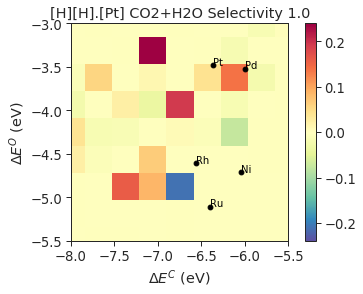 [H][H].[Pt] CO2+H2O Selectivity 1.0
−3.0
−3.5
−4.0
−4.5
−5.0
−5.5
ΔE^O (eV)
Pt
Pd
Rh
Ni
Ru
−8.0 −7.5 −7.0 −6.5 −6.0 −5.5
ΔE^C (eV)
0.2
0.1
0.0
−0.1
−0.2